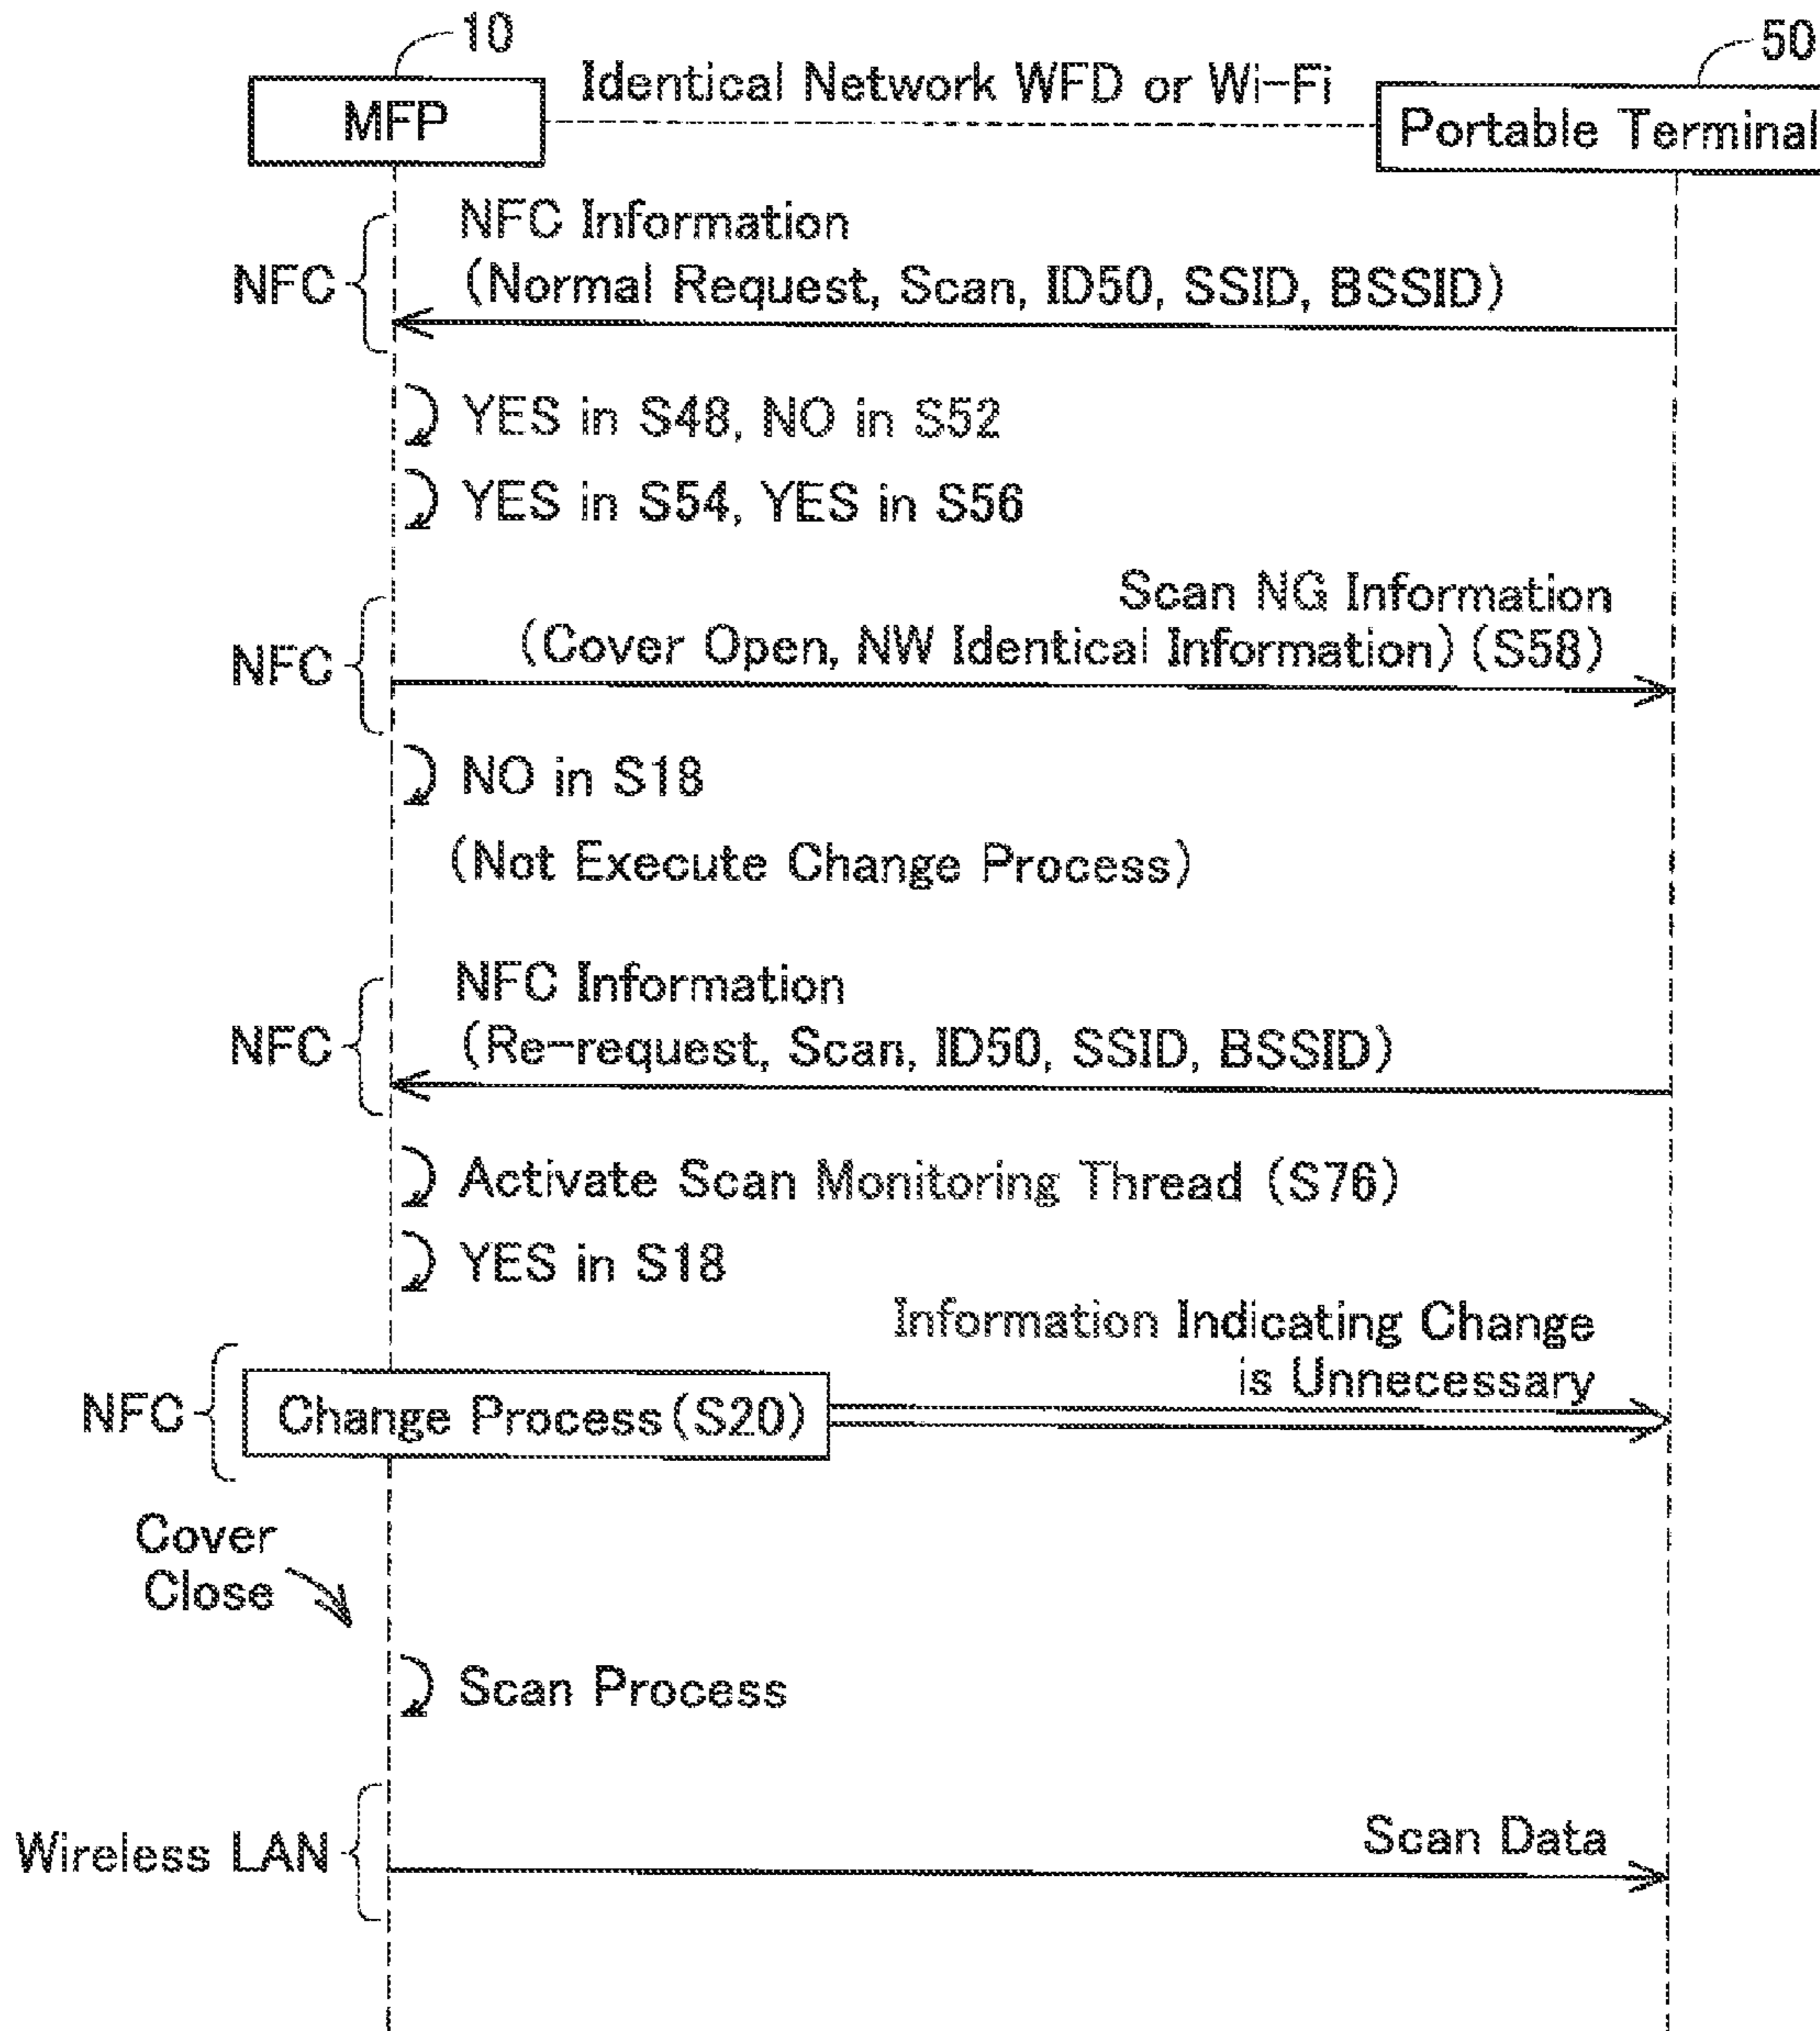 10
50
MFP
Identical Network WFD or Wi-Fi
Portable Terminal
NFC Information
NFC
(Normal Request, Scan, ID50, SSID, BSSID)
YES in S48, NO in S52
YES in S54, YES in S56
Scan NG Information
NFC
(Cover Open, NW Identical Information) (S58)
NO in S18
(Not Execute Change Process)
NFC Information
NFC
(Re-request, Scan, ID50, SSID, BSSID)
Activate Scan Monitoring Thread (S76)
YES in S18
Information Indicating Change
is Unnecessary
NFC
Change Process(S20)
Cover
Close
Scan Process
Wireless LAN
Scan Data